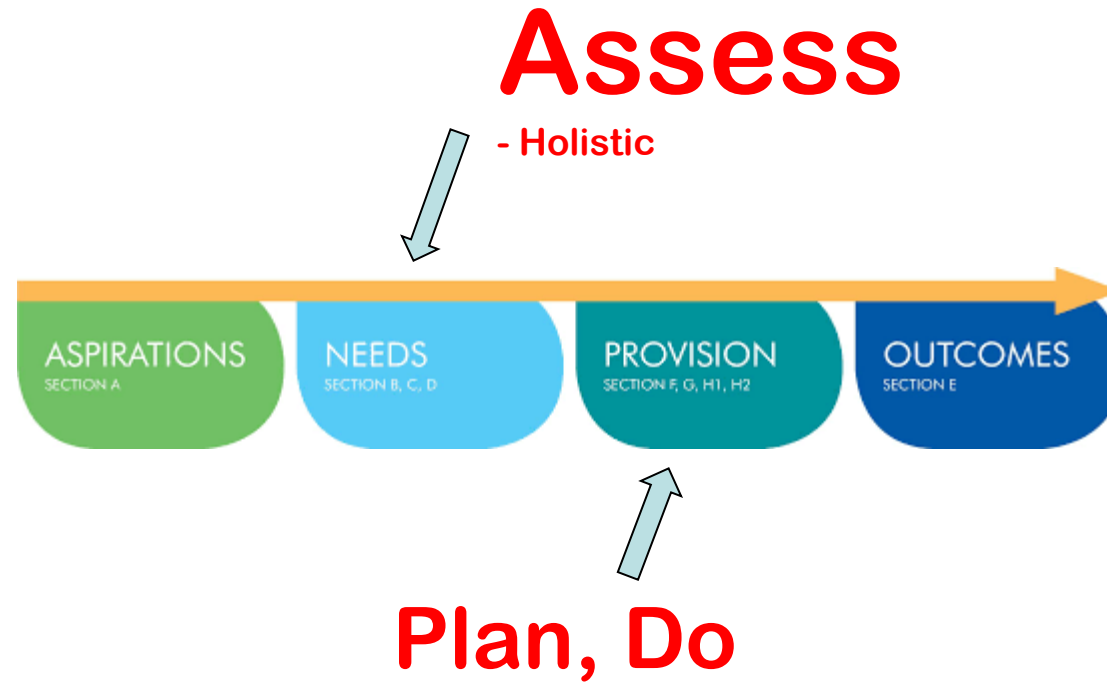 Assess
- Holistic
ASPIRATIONS
SECTION A
NEEDS
SECTION B, C, D
PROVISION
SECTION F, G, H1, H2
OUTCOMES
SECTION E
Plan, Do